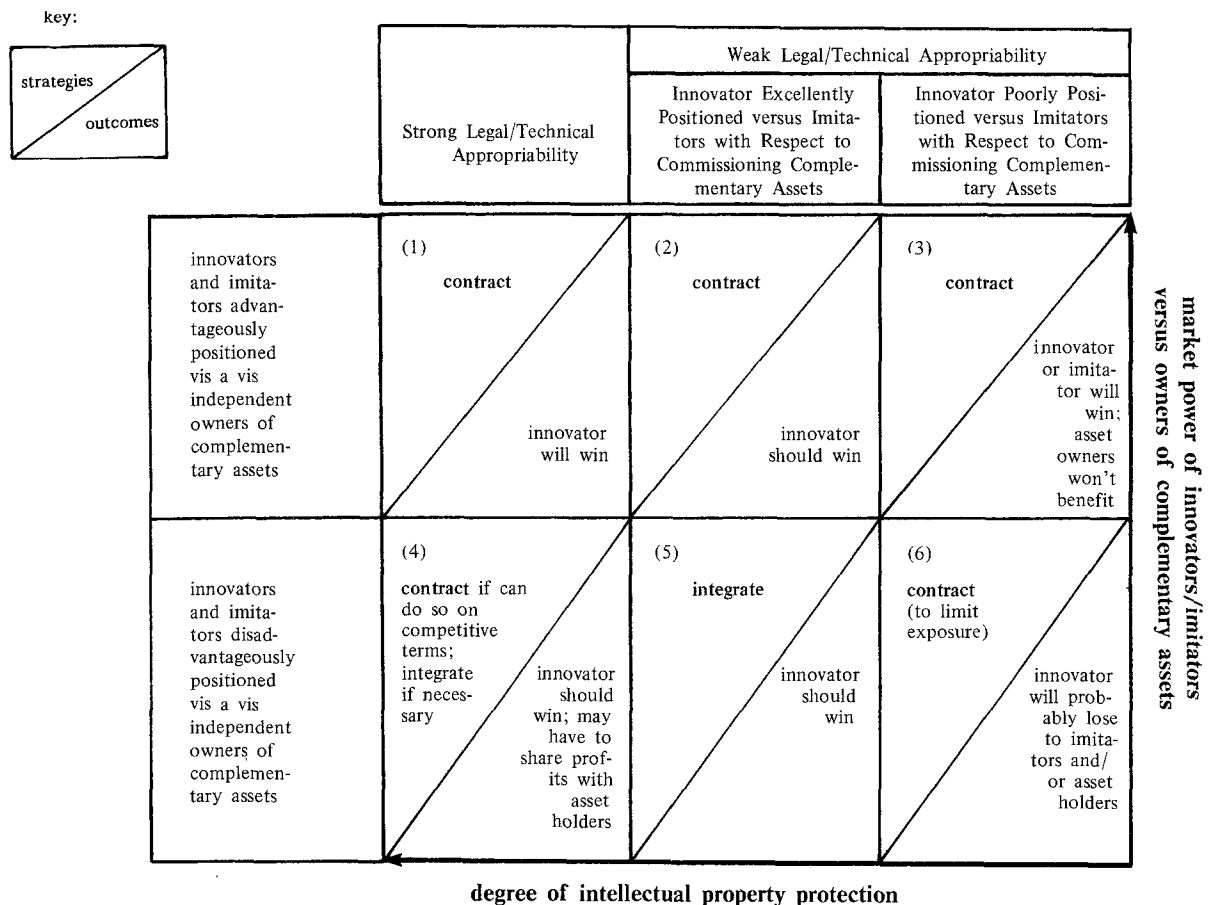 key:
strategies
outcomes
Strong Legal/Technical
Appropriability
Weak Legal/Technical Appropriability
Innovator Excellently
Positioned versus Imita-
tors with Respect to
Commissioning Comple-
mentary Assets
Innovator Poorly Posi-
tioned versus Imitators
with Respect to Com-
missioning Complemen-
tary Assets
innovators
and imita-
tors advan-
tageously
positioned
vis a vis
independent
owners of
complemen-
tary assets
(1)
contract
innovator
will win
(2)
contract
innovator
should win
(3)
contract
innovator
or imita-
tor will
win;
asset
owners
won't
benefit
innovators
and imita-
tors disad-
vantageously
positioned
vis a vis
independent
owners of
complemen-
tary assets
(4)
contract if can
do so on
competitive
terms;
integrate
if neces-
sary
innovator
should
win; may
have to
share prof-
its with
asset
holders
(5)
integrate
innovator
should
win
(6)
contract
(to limit
exposure)
innovator
will prob-
ably lose
to imita-
tors and/
or asset
holders
market power of innovators/imitators
versus owners of complementary assets
degree of intellectual property protection